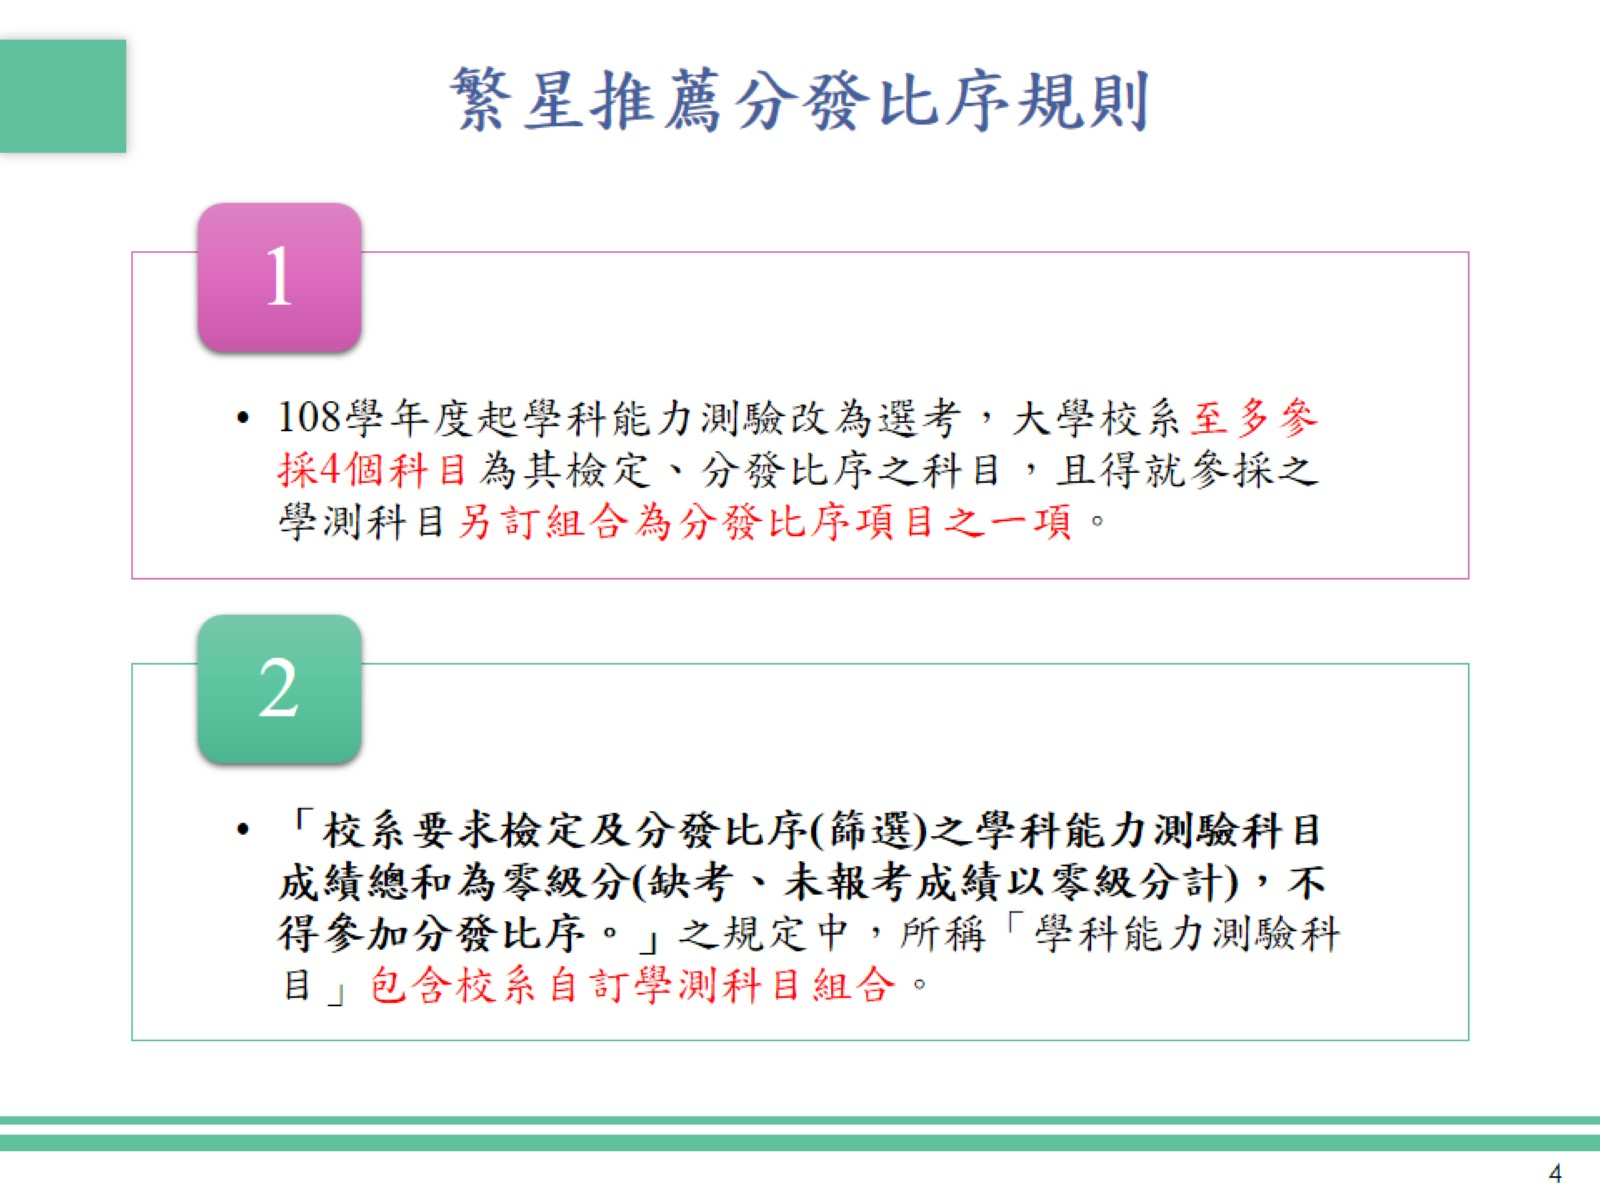 繁星推薦分發比序規則
1
• 108學年度起學科能力測驗改為選考，大學校系至多參
採4個科目為其檢定、分發比序之科目，且得就參採之
學測科目另訂組合為分發比序項目之一項。
2
• 「校系要求檢定及分發比序(篩選)之學科能力測驗科目
成績總和為零級分(缺考、未報考成績以零級分計)，不
得參加分發比序。」之規定中，所稱「學科能力測驗科
目」包含校系自訂學測科目組合。
4